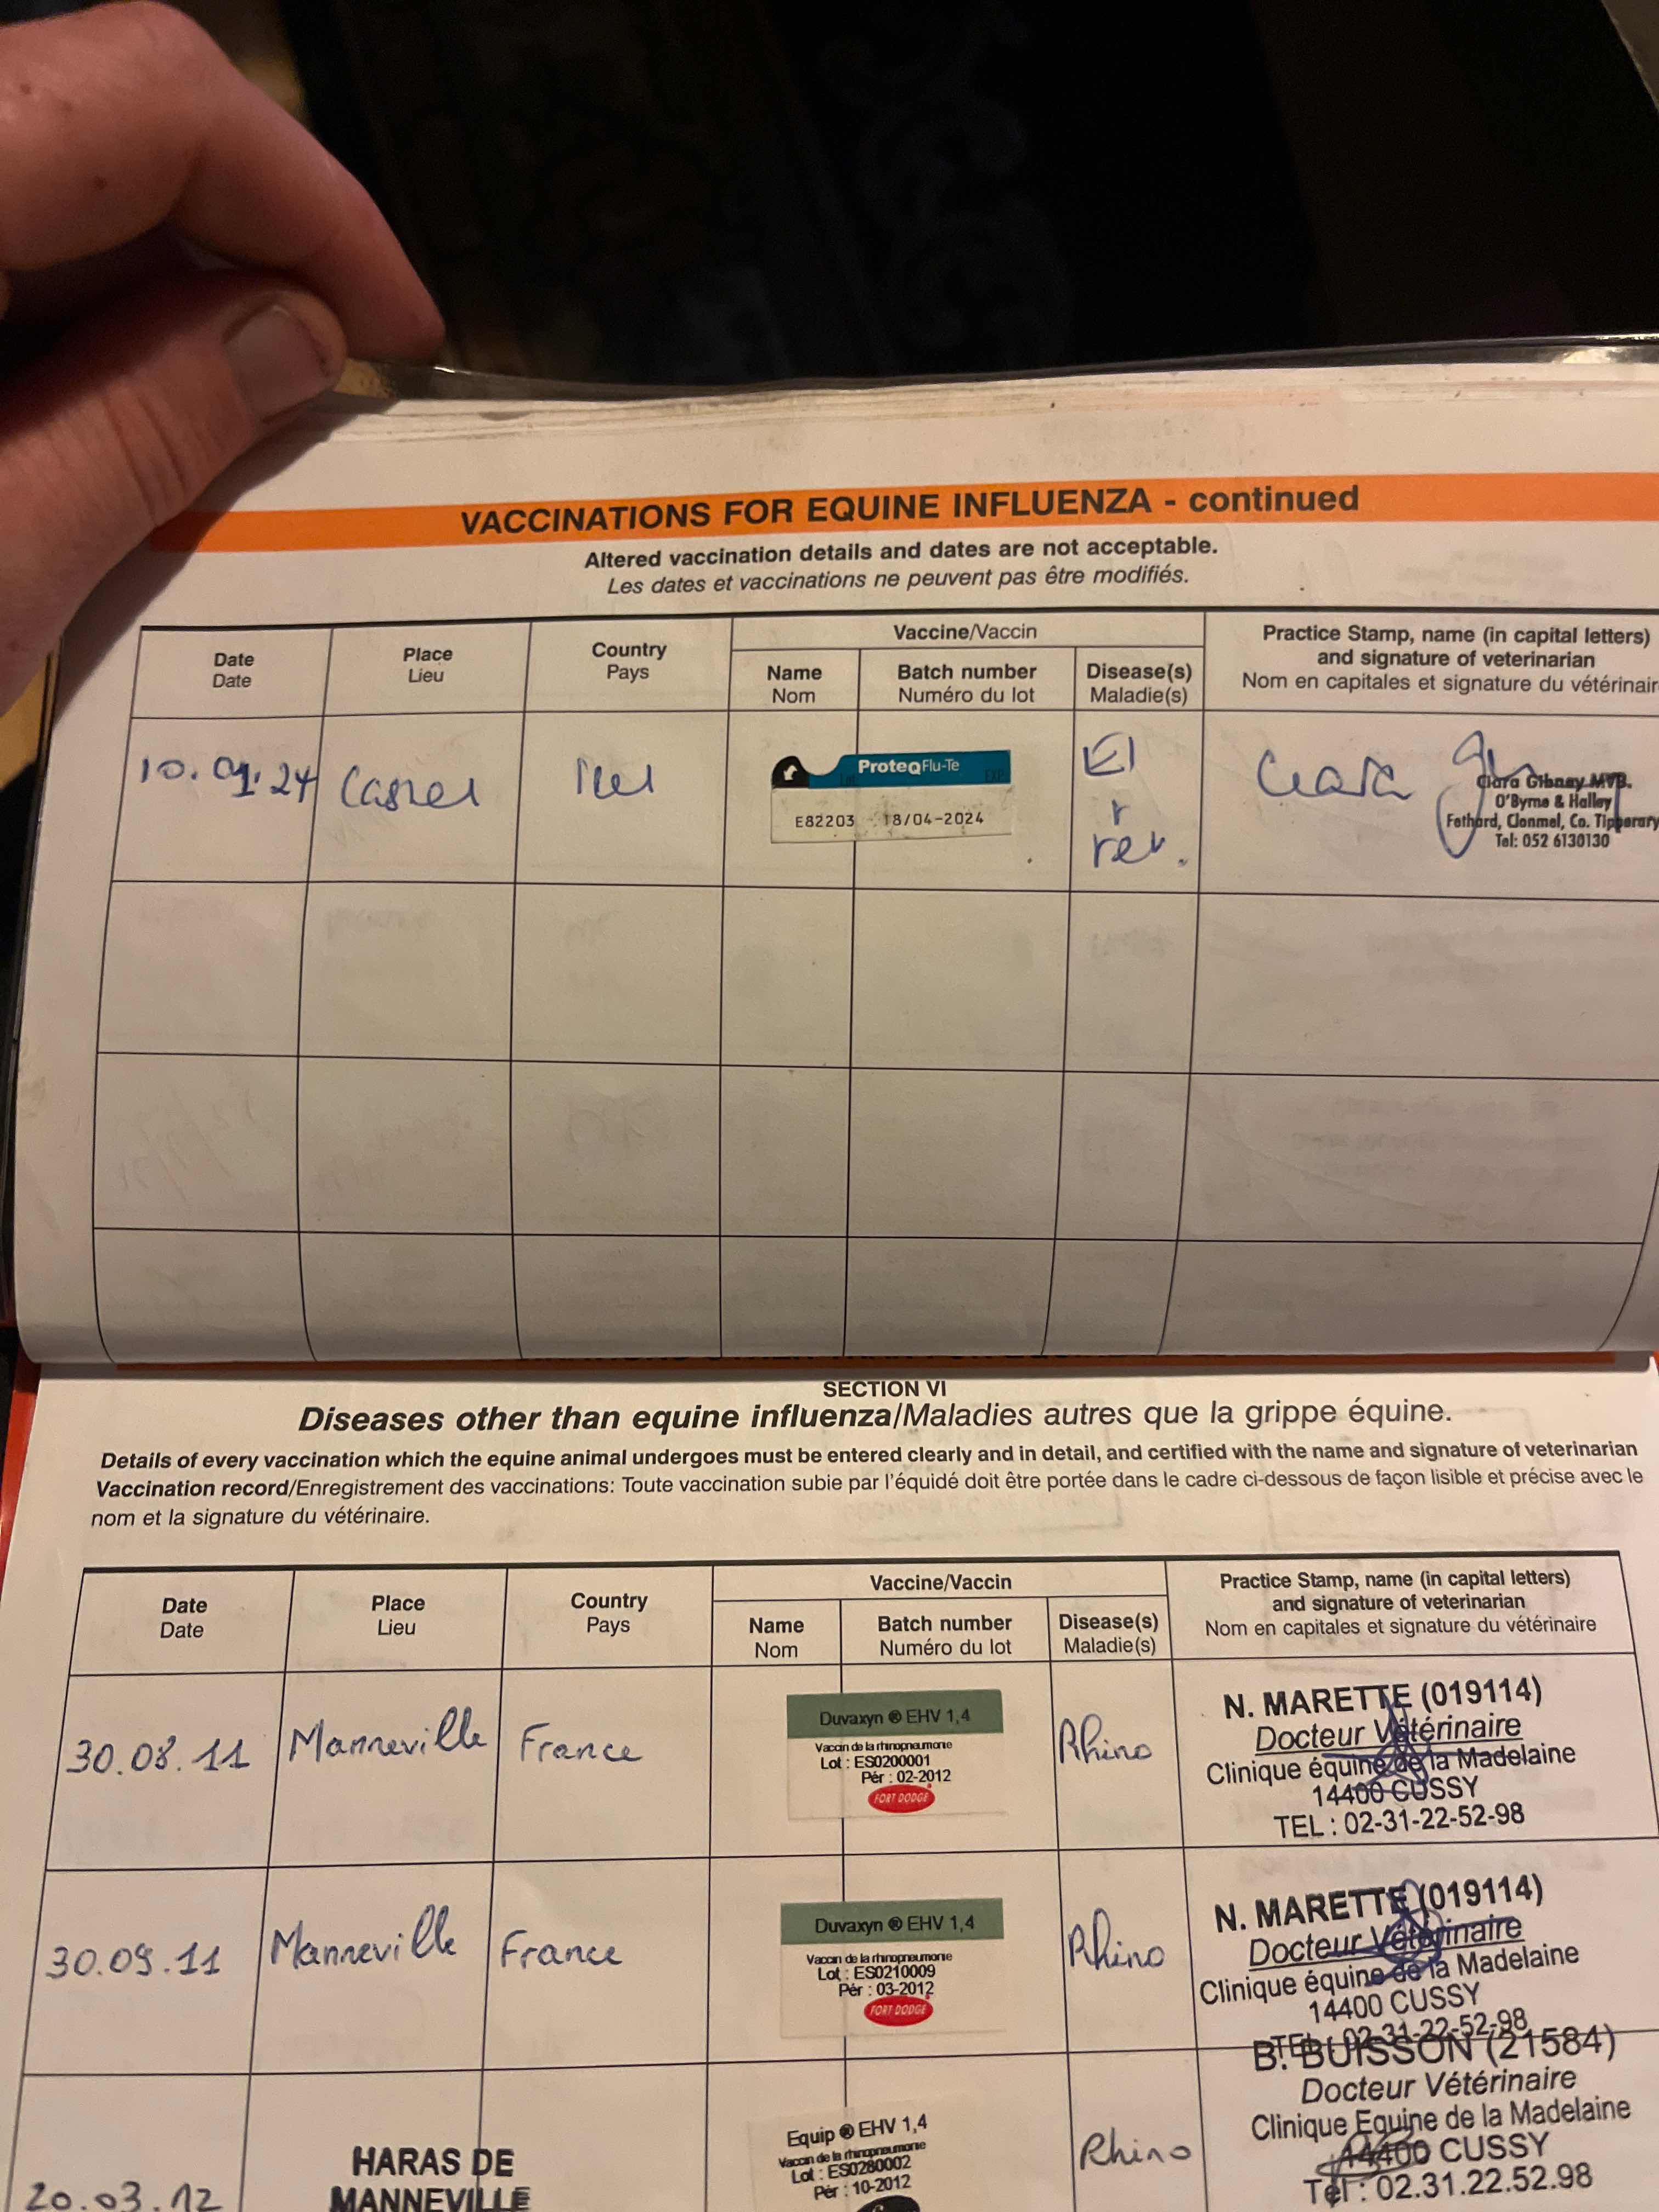 VACCINATIONS FOR EQUINE INFLUENZA - continued
Altered vaccination details and dates are not acceptable.
Les dates et vaccinations ne peuvent pas être modifiés.
Date
Date
Place
Lieu
Country
Pays
Vaccine/Vaccin
Name
Nom
Batch number
Numéro du lot
Disease(s)
Maladie(s)
Practice Stamp, name (in capital letters)
and signature of veterinarian
Nom en capitales et signature du vétérinair
Cashel
Irel
ProteqFlu-Te
Lot
EXP
E82203 - 18/04-2024
EI
Clara
Clara Gibney MVB.
O'Byrne & Halley
Fethard, Clonmel, Co. Tipperary
Tel: 052 6130130
SECTION VI
Diseases other than equine influenza/Maladies autres que la grippe équine.
Details of every vaccination which the equine animal undergoes must be entered clearly and in detail, and certified with the name and signature of veterinarian
Vaccination record/Enregistrement des vaccinations: Toute vaccination subie par l'équidé doit être portée dans le cadre ci-dessous de façon lisible et précise avec le
nom et la signature du vétérinaire.
Date
Date
Place
Lieu
Country
Pays
Vaccine/Vaccin
Name
Nom
Batch number
Numéro du lot
Disease(s)
Maladie(s)
Practice Stamp, name (in capital letters)
and signature of veterinarian
Nom en capitales et signature du vétérinaire
30.08.11
Manneville
France
Duvaxyn ® EHV 1,4
Vaccin de la rhinopneumonie
Lot : ES0200001
Pér : 02-2012
FORT DODGE
Rhino
N. MARETTE (019114)
Docteur Vétérinaire
Clinique équine de la Madelaine
14400 CUSSY
TEL : 02-31-22-52-98
30.09.11
Manneville
France
Duvaxyn ® EHV 1,4
Vaccin de la rhinopneumonie
Lot : ES0210009
Pér : 03-2012
FORT DODGE
Rhino
N. MARETTE (019114)
Docteur Vétérinaire
Clinique équine de la Madelaine
14400 CUSSY
TEL : 02-31-22-52-98
20.03.12
HARAS DE
MANNEVILLE
Equip ® EHV 1,4
Vaccin de la rhinopneumonie
Lot : ES0280002
Pér : 10-2012
Rhino
B. BUISSON (21584)
Docteur Vétérinaire
Clinique Equine de la Madelaine
14400 CUSSY
Tél : 02.31.22.52.98